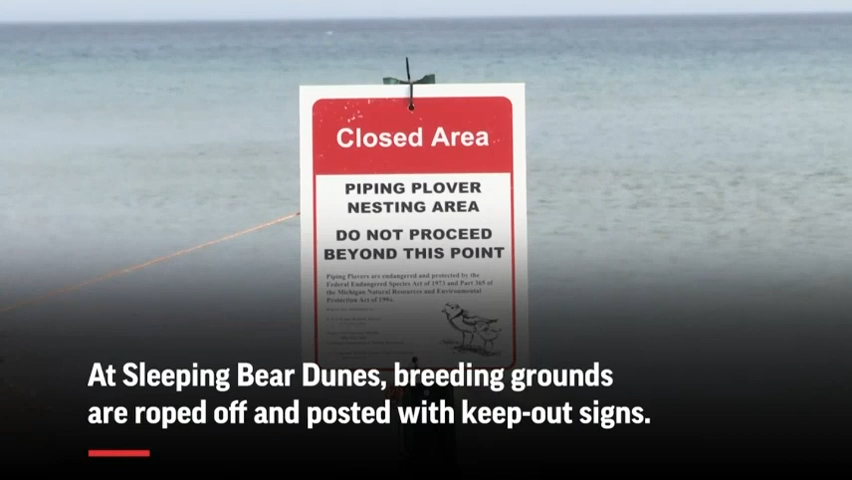 Closed Area
PIPING PLOVER
NESTING AREA
DO NOT PROCEED
BEYOND THIS POINT
Piping Plovers are endangered and protected by the
Federal Endangered Species Act of 1973 and Part 365 of
the Michigan Natural Resources and Environmental
Protection Act of
At Sleeping Bear Dunes, breeding grounds
are roped off and posted with keep-out signs.